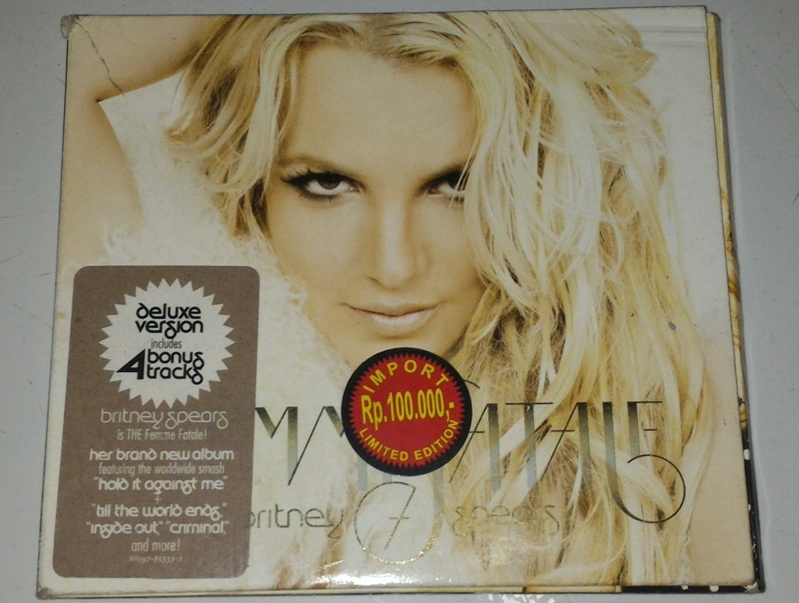 deluxe
version
includes
4 bonus
tracks
britney spears
is THE Femme Fatale!
her brand new album
featuring the worldwide smash
"hold it against me"
+
"till the world ends,"
"inside out," "criminal,"
and more!
IMPORT
Rp.100.000,-
LIMITED EDITION
FATALE
britney spears